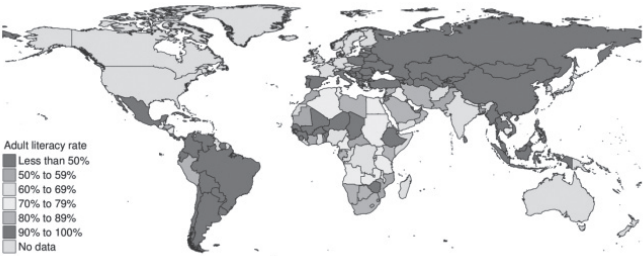 Adult literacy rate
Less than 50%
50% to 59%
60% to 69%
70% to 79%
80% to 89%
90% to 100%
No data